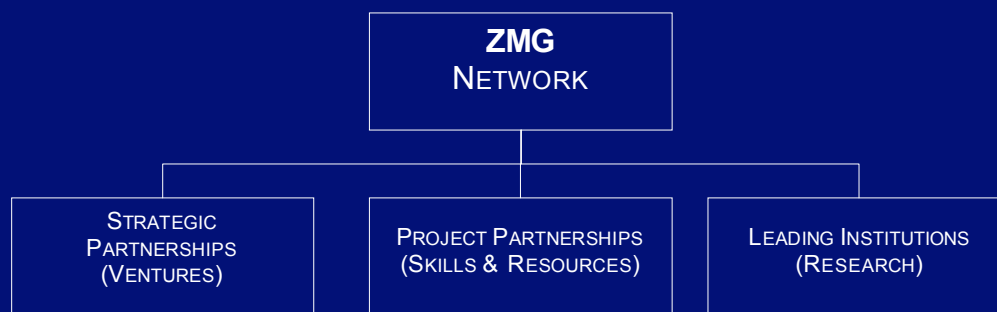 ZMG
NETWORK
STRATEGIC
PARTNERSHIPS
(VENTURES)
PROJECT PARTNERSHIPS
(SKILLS & RESOURCES)
LEADING INSTITUTIONS
(RESEARCH)